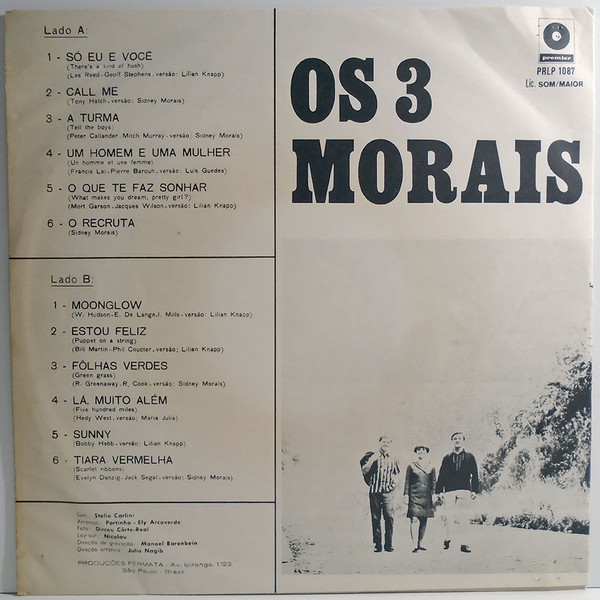 Lado A:
1 - SÓ EU E VOCÊ
(There's a kind of hush)
(Les Reed-Geoff Stephens.versão: Lilian Knapp)
2 - CALL ME
(Tony Hatch-versão: Sidney Morais)
3 - A TURMA
(Tell the boys)
(Peter Callander.Mitch Murray-versão; Sidney Morais)
4 - UM HOMEM E UMA MULHER
(Un homme et une femme)
(Francis Lai-Pierre Barouh.versão: Luis Guedes)
5 - O QUE TE FAZ SONHAR
(What makes you dream, pretty girl?)
(Mort Garson-Jacques Wilson-versão: Lilian Knapp)
6 - O RECRUTA
(Sidney Morais)
Lado B:
1 - MOONGLOW
(W. Hudson-E. De Lange.I. Mills-versão: Lilian Knapp)
2 - ESTOU FELIZ
(Puppet on a string)
(Bill Martin-Phil Coucter.versão; Lilian Knapp)
3 - FÔLHAS VERDES
(Green grass)
(R. Greenaway.R. Cook.versão; Sidney Morais)
4 - LÁ, MUITO ALÉM
(Five hundred miles)
(Hedy West.versão; Maria Julia)
5 - SUNNY
(Bobby Hebb-versão; Lilian Knapp)
6 - TIARA VERMELHA
(Scarlet ribbons)
(Evelyn Danzig-Jack Segal-versão; Sidney Morais)
Som: Stelio Carlini
Arranjos: Portinho - Ely Arcoverde
Foto: Dirceu Côrte-Real
Lay out: Nicolau
Direção de gravação: Manoel Barenbein
Direção artística: Julio Nagib
PRODUÇÕES FERMATA - Av. Ipiranga, 1.123
São Paulo - Brasil
premier
PRLP 1087
Lic. SOM/MAIOR
OS 3
MORAIS